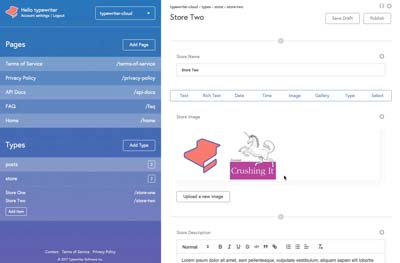 Hello typewriter
Account settings / Logout
typewriter-cloud
Pages
Add Page
Terms of Service
/terms-of-service
Privacy Policy
/privacy-policy
API Docs
/api-docs
FAQ
/faq
Home
/home
Types
Add Type
posts
3
store
2
Store One
/store-one
Store Two
/store-two
Add Item
Contact Terms of Service Privacy Policy
© 2017 Typewriter Software Inc.
typewriter-cloud › types › store › store-two
Store Two
Save Draft
Publish
Store Name
Store Two
Text Rich Text Date Time Image Gallery Type Select
Store Image
Crushing It
Upload a new image
Store Description
Normal
B I U S
Lorem ipsum dolor sit amet, sem pellentesque, vulputate vestibulum, aliquam sapien elit lobortis